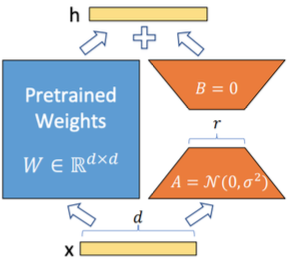 h
Pretrained
Weights
W ∈ ℝ^{d×d}
B = 0
r
A = 𝒩(0, σ²)
d
x